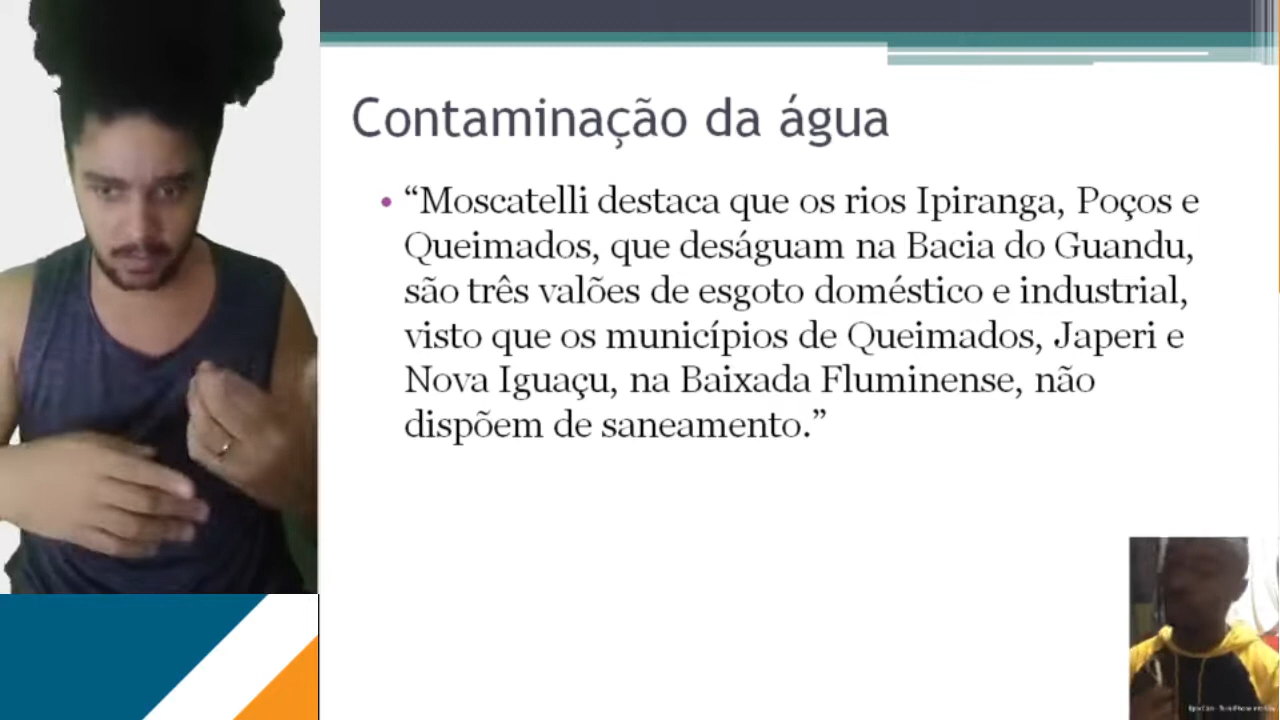 Contaminação da água
• “Moscatelli destaca que os rios Ipiranga, Poços e
Queimados, que deságuam na Bacia do Guandu,
são três valões de esgoto doméstico e industrial,
visto que os municípios de Queimados, Japeri e
Nova Iguaçu, na Baixada Fluminense, não
dispõem de saneamento.”